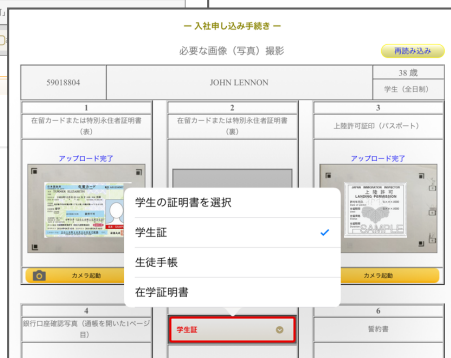 ― 入社申し込み手続き ―
必要な画像（写真）撮影
再読み込み
59018804
JOHN LENNON
38 歳
学生（全日制）
1
在留カードまたは特別永住者証明書
（表）
アップロード完了
カメラ起動
2
在留カードまたは特別永住者証明書
（裏）
3
上陸許可証印（パスポート）
アップロード完了
上 陸 許 可
LANDING PERMISSION
SAMPLE
カメラ起動
学生の証明書を選択
学生証
生徒手帳
在学証明書
4
銀行口座確認写真（通帳を開いた1ページ
目）
学生証
6
誓約書